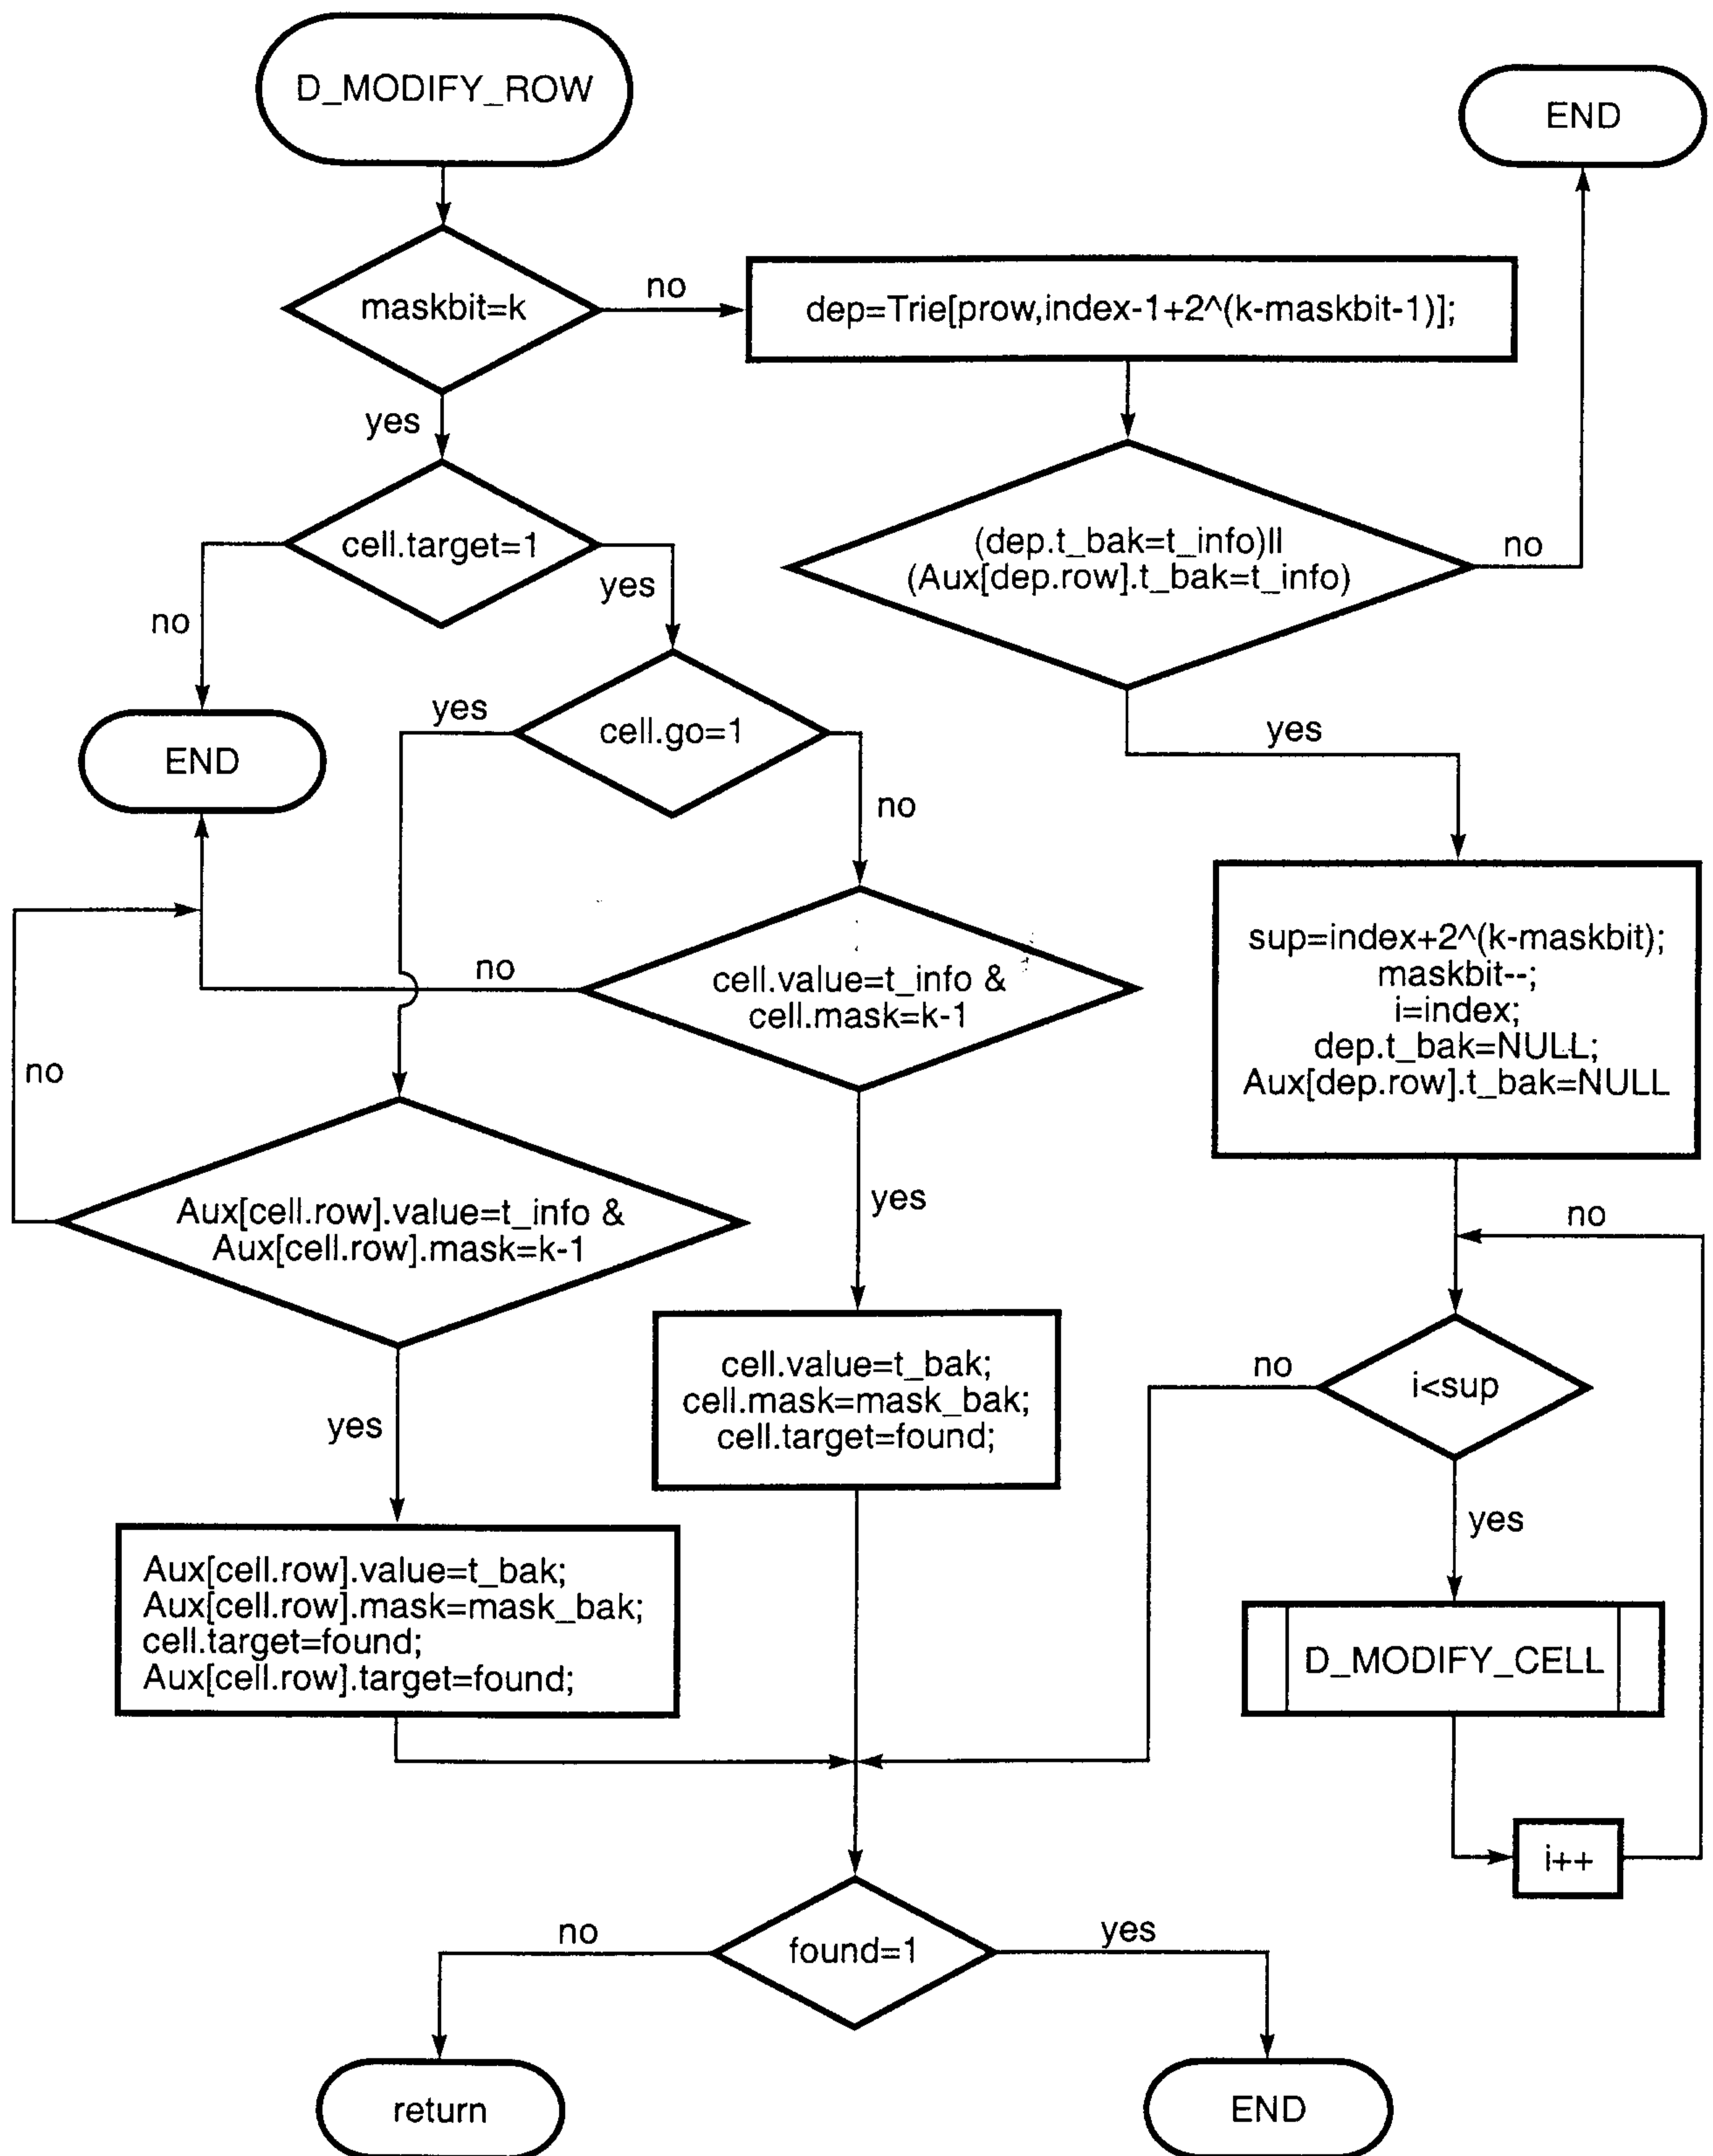 D_MODIFY_ROW
END
maskbit=k
no
dep=Trie[prow,index-1+2^(k-maskbit-1)];
yes
cell.target=1
no
yes
(dep.t_bak=t_info)||
(Aux[dep.row].t_bak=t_info)
no
yes
END
yes
cell.go=1
no
cell.value=t_info &
cell.mask=k-1
no
yes
sup=index+2^(k-maskbit);
maskbit--;
i=index;
dep.t_bak=NULL;
Aux[dep.row].t_bak=NULL
no
Aux[cell.row].value=t_info &
Aux[cell.row].mask=k-1
yes
cell.value=t_bak;
cell.mask=mask_bak;
cell.target=found;
no
i<sup
no
yes
Aux[cell.row].value=t_bak;
Aux[cell.row].mask=mask_bak;
cell.target=found;
Aux[cell.row].target=found;
D_MODIFY_CELL
i++
found=1
no
yes
return
END